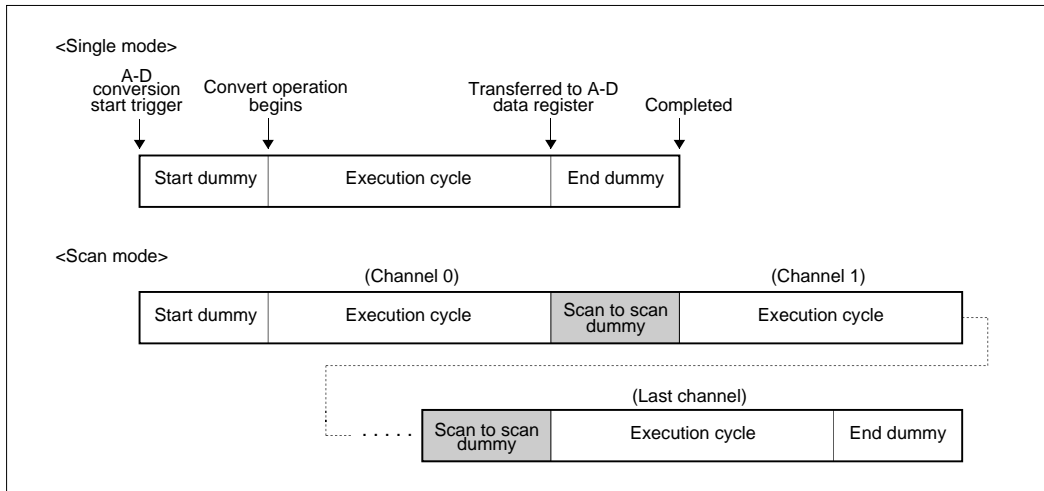 <Single mode>
A-D
conversion
start trigger
Convert operation
begins
Transferred to A-D
data register
Completed
Start dummy
Execution cycle
End dummy
<Scan mode>
(Channel 0)
(Channel 1)
Start dummy
Execution cycle
Scan to scan
dummy
Execution cycle
(Last channel)
. . . . .
Scan to scan
dummy
Execution cycle
End dummy